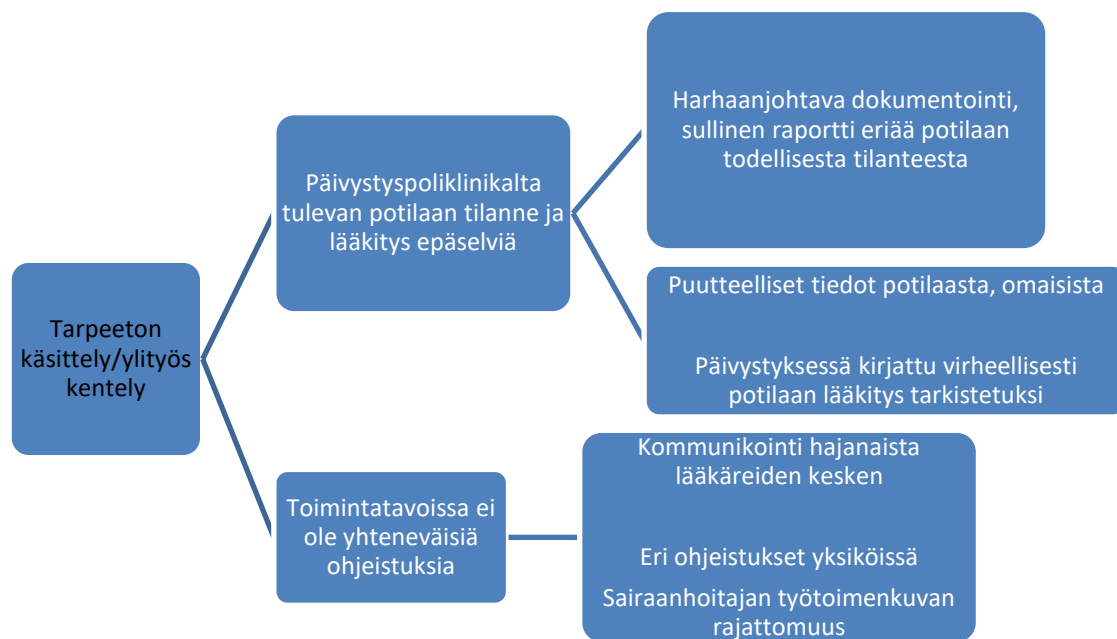 Tarpeeton
käsittely/ylityös
kentely
Päivystyspoliklinikalta
tulevan potilaan tilanne ja
lääkitys epäselviä
Harhaanjohtava dokumentointi,
sullinen raportti eriää potilaan
todellisesta tilanteesta
Puutteelliset tiedot potilaasta, omaisista
Päivystyksessä kirjattu virheellisesti
potilaan lääkitys tarkistetuksi
Toimintatavoissa ei
ole yhteneväisiä
ohjeistuksia
Kommunikointi hajanaista
lääkäreiden kesken
Eri ohjeistukset yksiköissä
Sairaanhoitajan työtoimenkuvan
rajattomuus